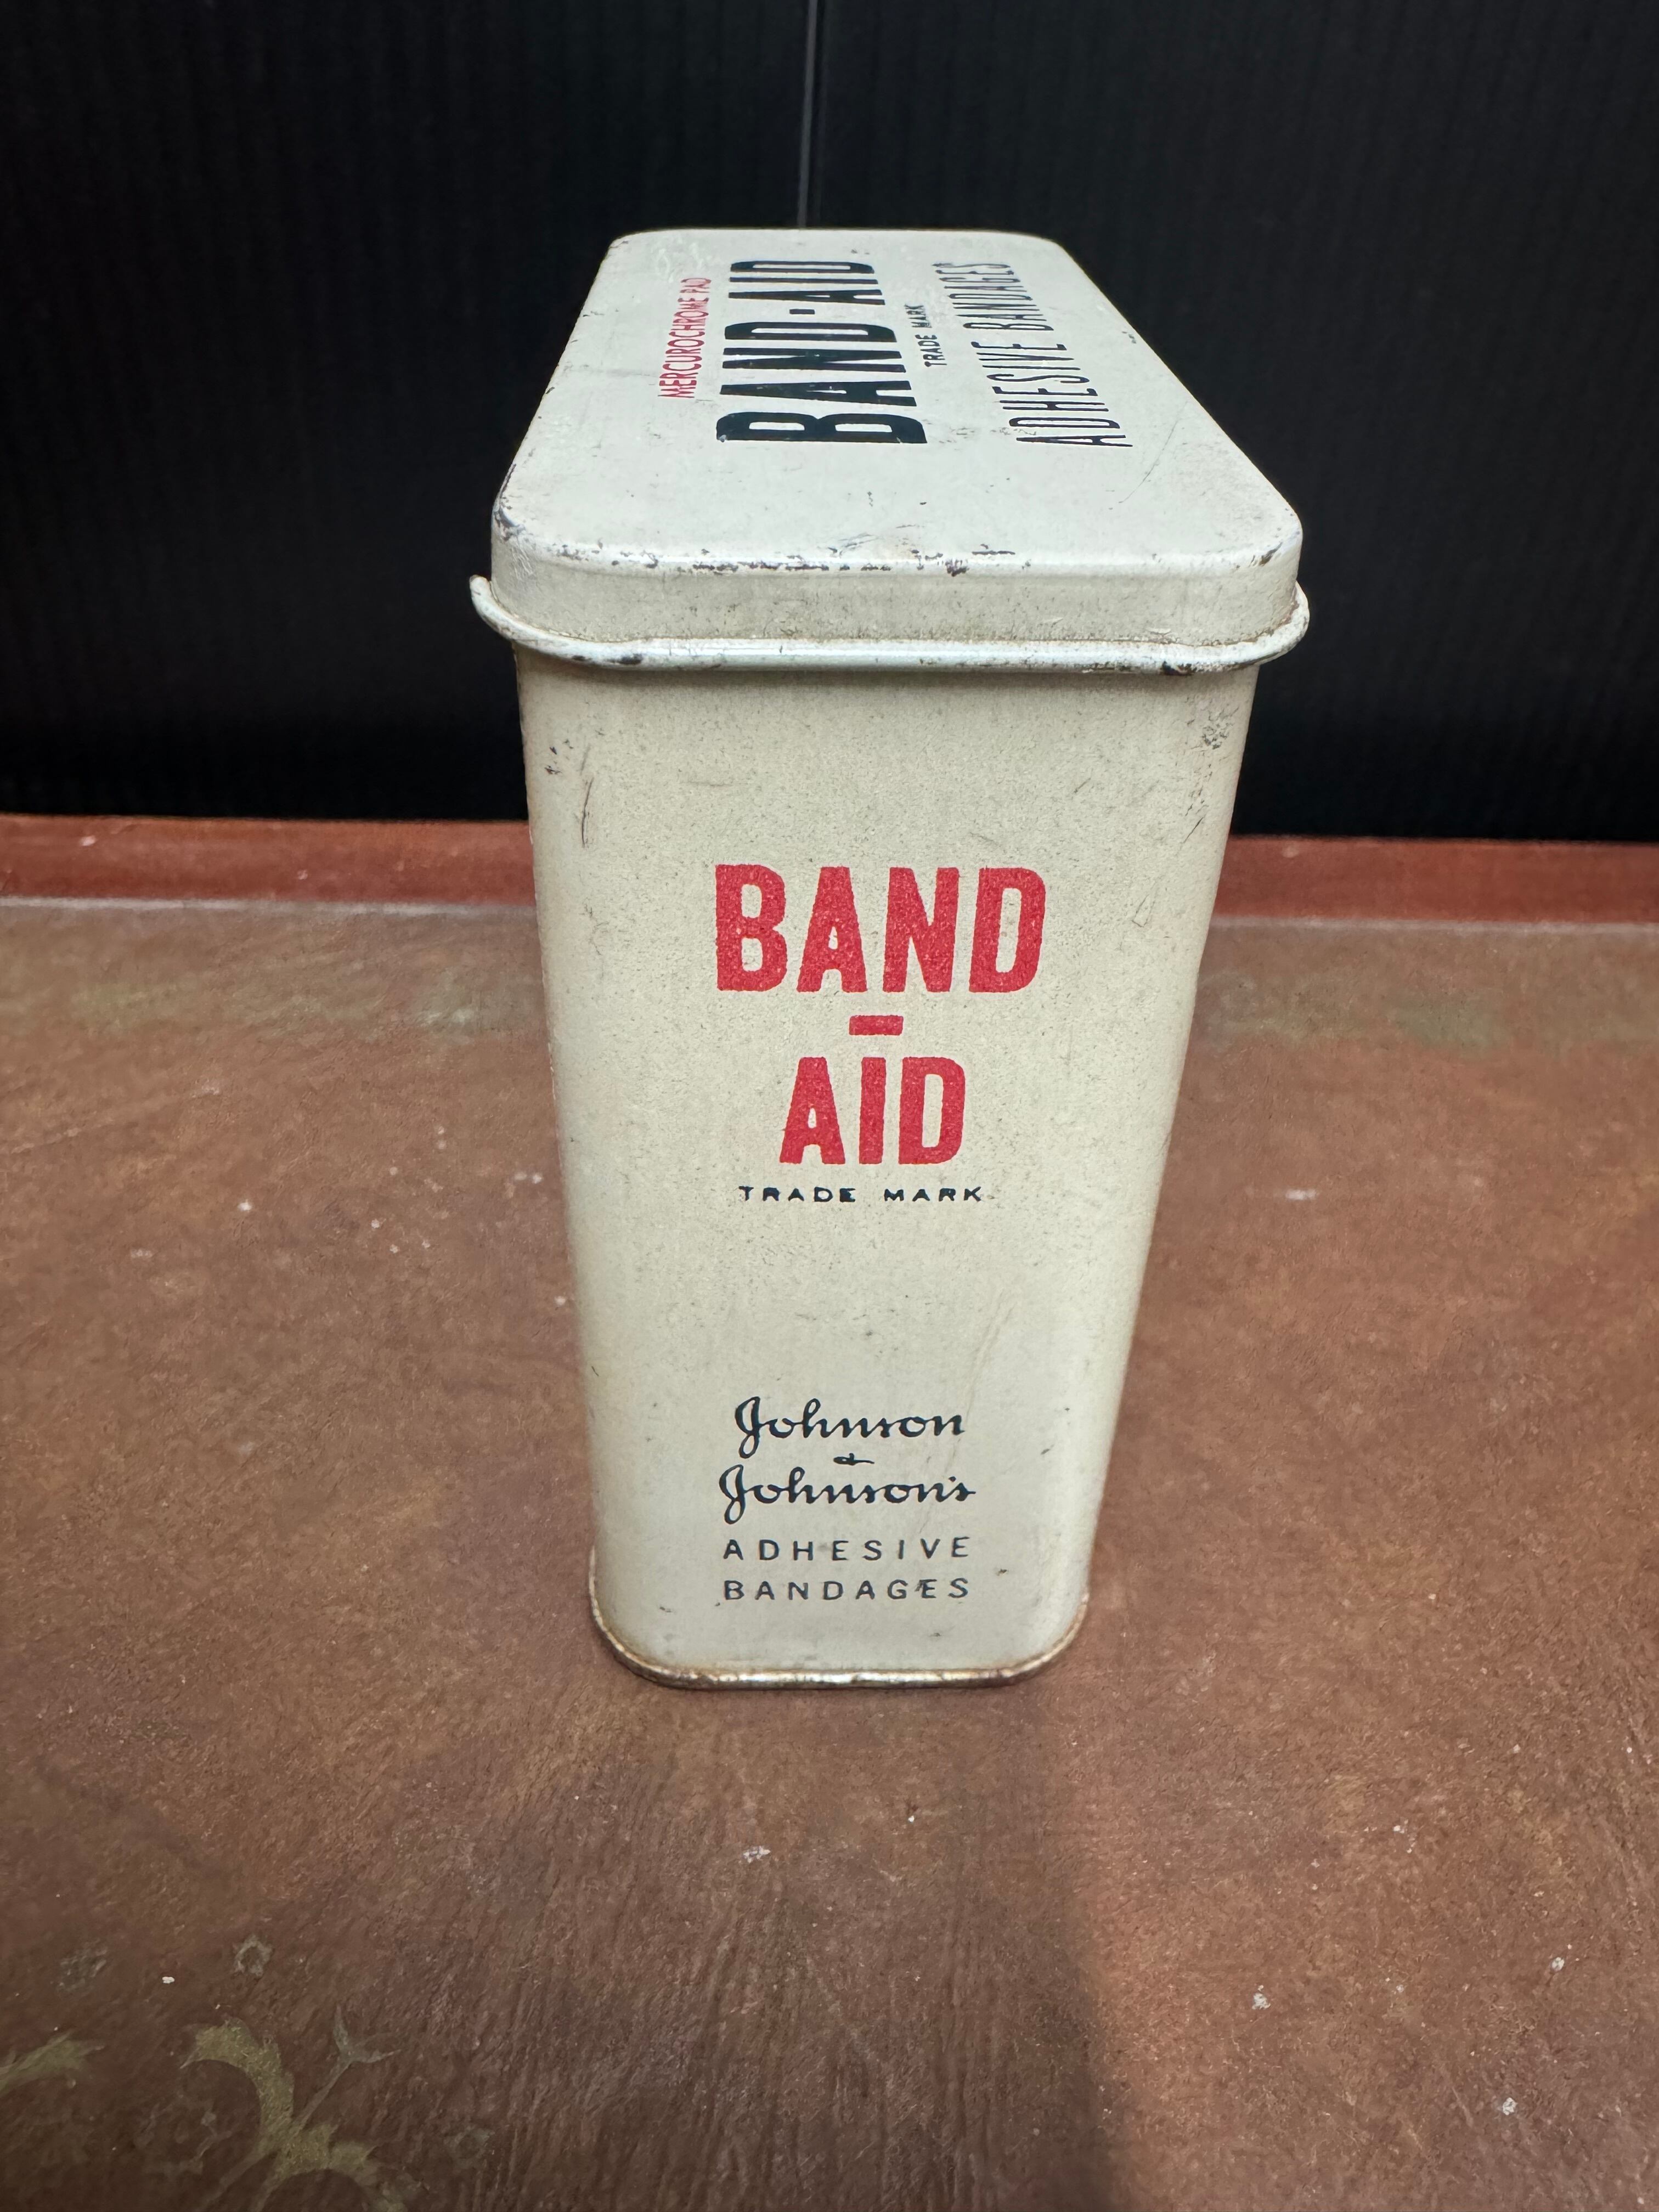 MERCUROCHROME PAD
BAND-AID
TRADE MARK
ADHESIVE BANDAGES
BAND
-
AID
TRADE MARK
Johnson
&
Johnson's
ADHESIVE
BANDAGES